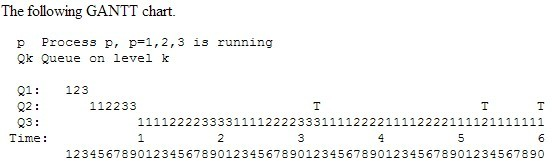 The following GANTT chart.
p  Process p, p=1,2,3 is running
Qk Queue on level k
Q1:   123
Q2:      112233                      T                    T      T
Q3:            111122223333111122223331111222211112222111121111111
Time:          1         2         3         4         5         6
      123456789012345678901234567890123456789012345678901234567890